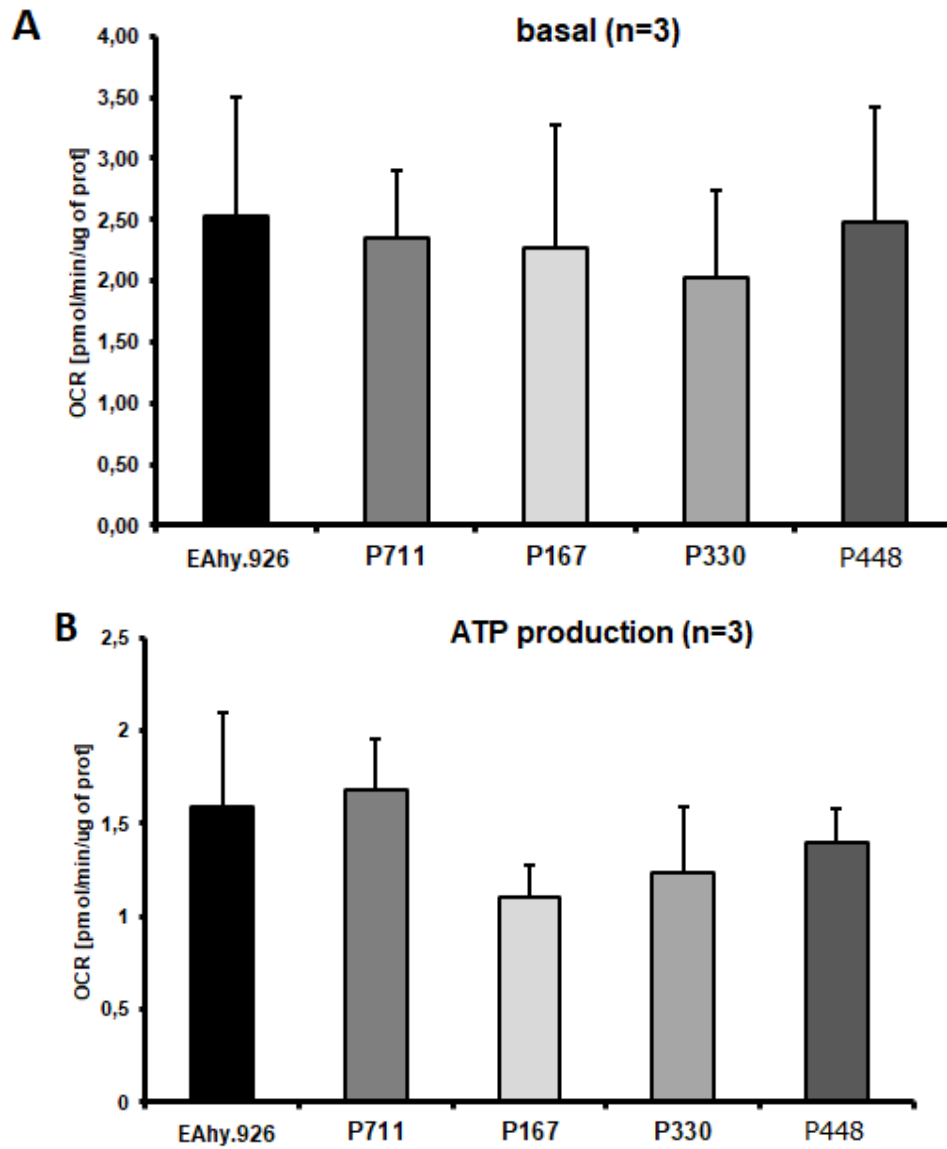 A
basal (n=3)
OCR [pmol/min/ug of prot]
4,00
3,50
3,00
2,50
2,00
1,50
1,00
0,50
0,00
EAhy.926 P711 P167 P330 P448
B
ATP production (n=3)
OCR [pmol/min/ug of prot]
2,5
2
1,5
1
0,5
0
EAhy.926 P711 P167 P330 P448